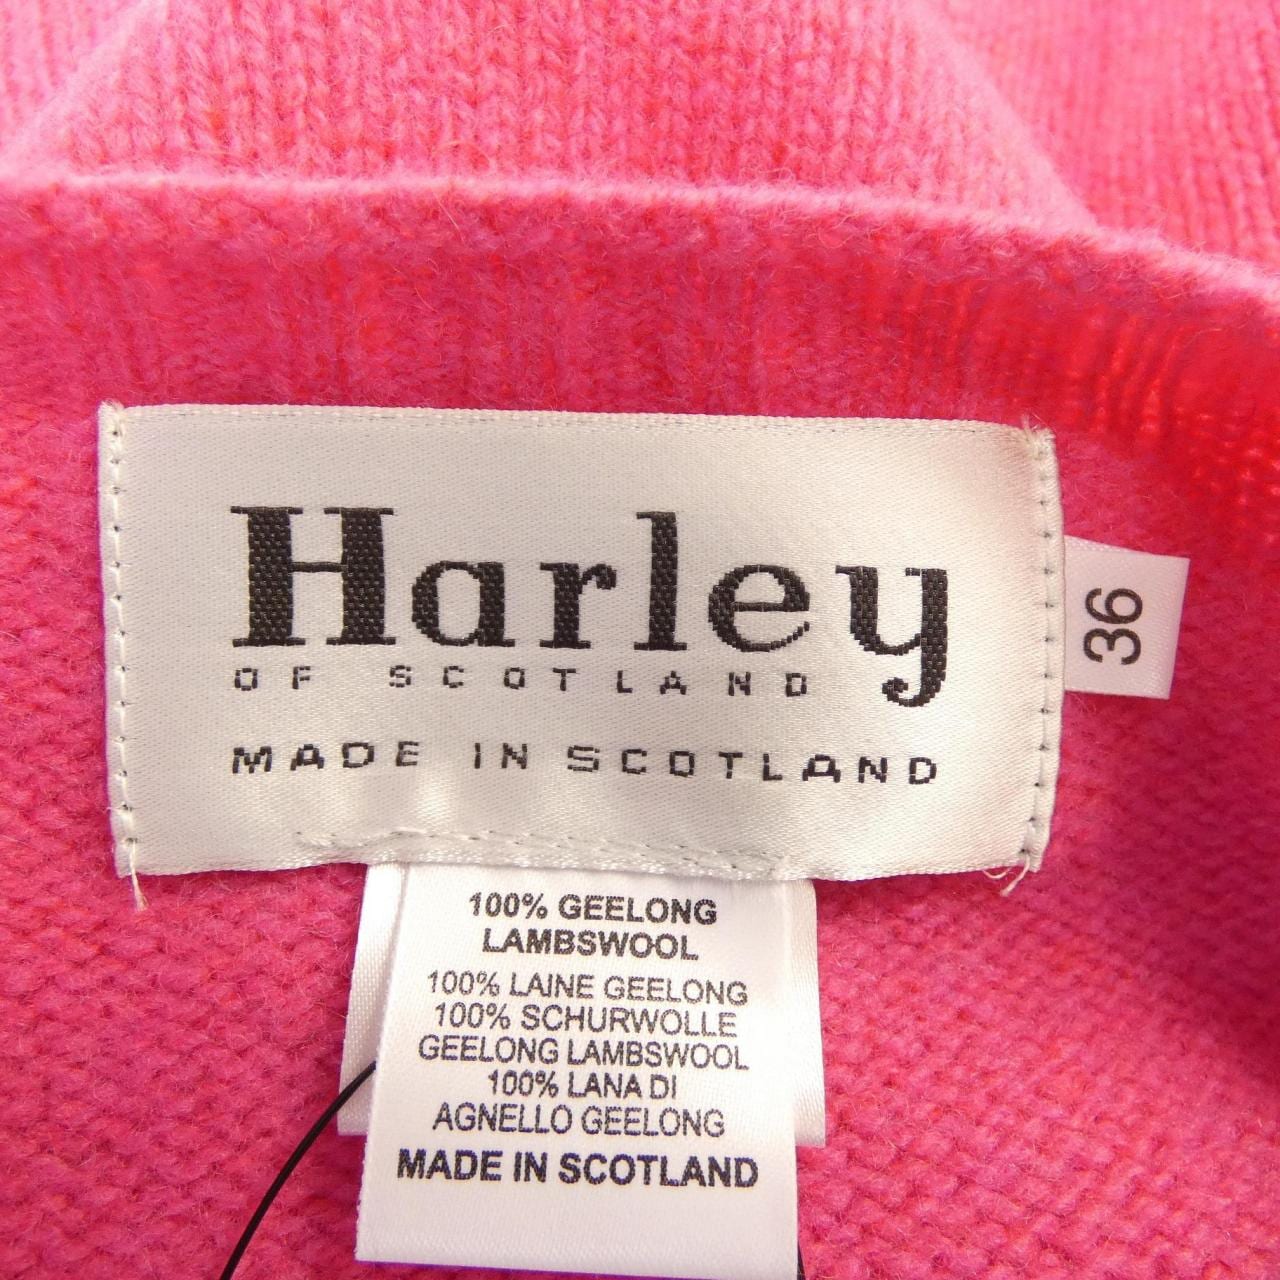 Harley
OF SCOTLAND
MADE IN SCOTLAND
36
100% GEELONG
LAMBSWOOL
100% LAINE GEELONG
100% SCHURWOLLE
GEELONG LAMBSWOOL
100% LANA DI
AGNELLO GEELONG
MADE IN SCOTLAND